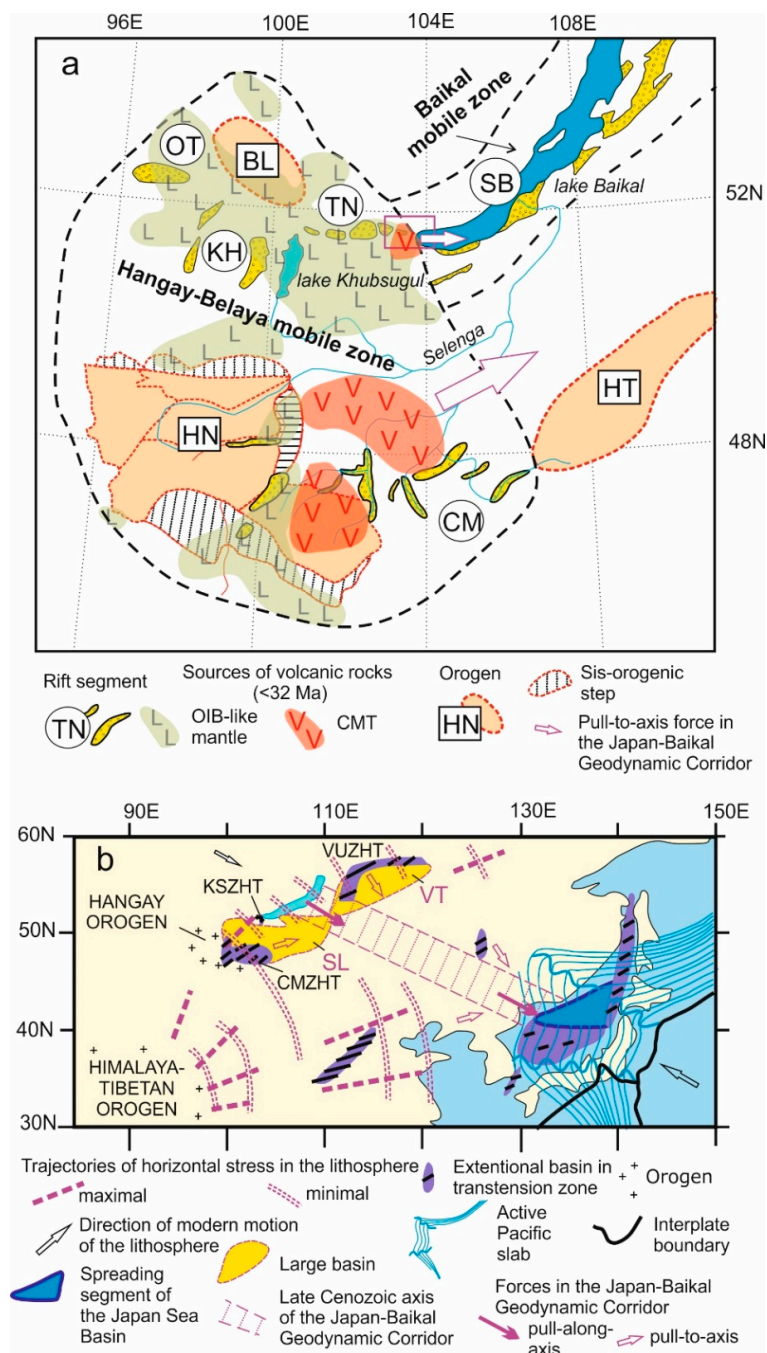 96E 100E 104E 108E
a
Baikal
mobile zone
OT
BL
SB
lake Baikal
52N
TN
V
KH
lake Khubsugul
Hangay-Belaya mobile zone
Selenga
HT
HN
48N
CM
L L L L L L L L
V V V V V V V V
Rift segment
Sources of volcanic rocks
(<32 Ma)
Orogen
Sis-orogenic
step
TN
L L
OIB-like
mantle
V V
CMT
HN
Pull-to-axis force in
the Japan-Baikal
Geodynamic Corridor
90E 110E 130E 150E
60N
b
VUZHT
KSZHT
VT
HANGAY
OROGEN
50N
SL
CMZHT
40N
HIMALAYA-
TIBETAN
OROGEN
30N
Trajectories of horizontal stress in the lithosphere
maximal
minimal
Extentional basin in
transtension zone
Orogen
Direction of modern motion
of the lithosphere
Active
Pacific
slab
Interplate
boundary
Large basin
Spreading
segment of
the Japan Sea
Basin
Late Cenozoic axis
of the Japan-Baikal
Geodynamic Corridor
Forces in the Japan-Baikal
Geodynamic Corridor
pull-along-
axis
pull-to-axis